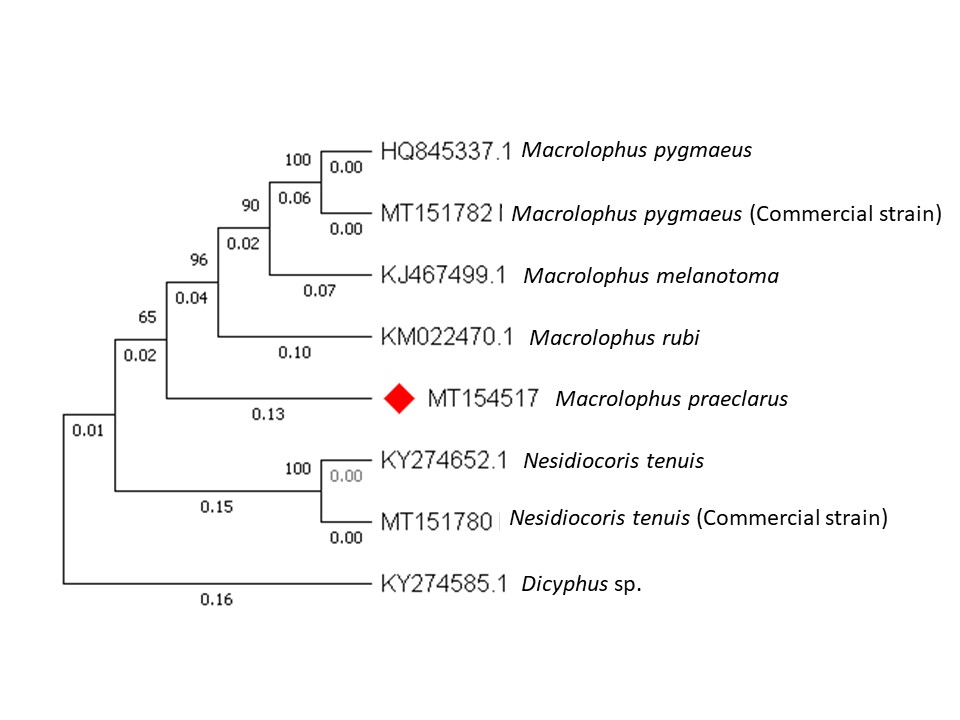 100
HQ845337.1 Macrolophus pygmaeus
0.00
90
0.06
MT151782 | Macrolophus pygmaeus (Commercial strain)
0.00
0.02
96
KJ467499.1 Macrolophus melanotoma
0.07
0.04
65
KM022470.1 Macrolophus rubi
0.02
0.10
MT154517 Macrolophus praeclarus
0.13
0.01
100
KY274652.1 Nesidiocoris tenuis
0.00
0.15
MT151780 | Nesidiocoris tenuis (Commercial strain)
0.00
KY274585.1 Dicyphus sp.
0.16